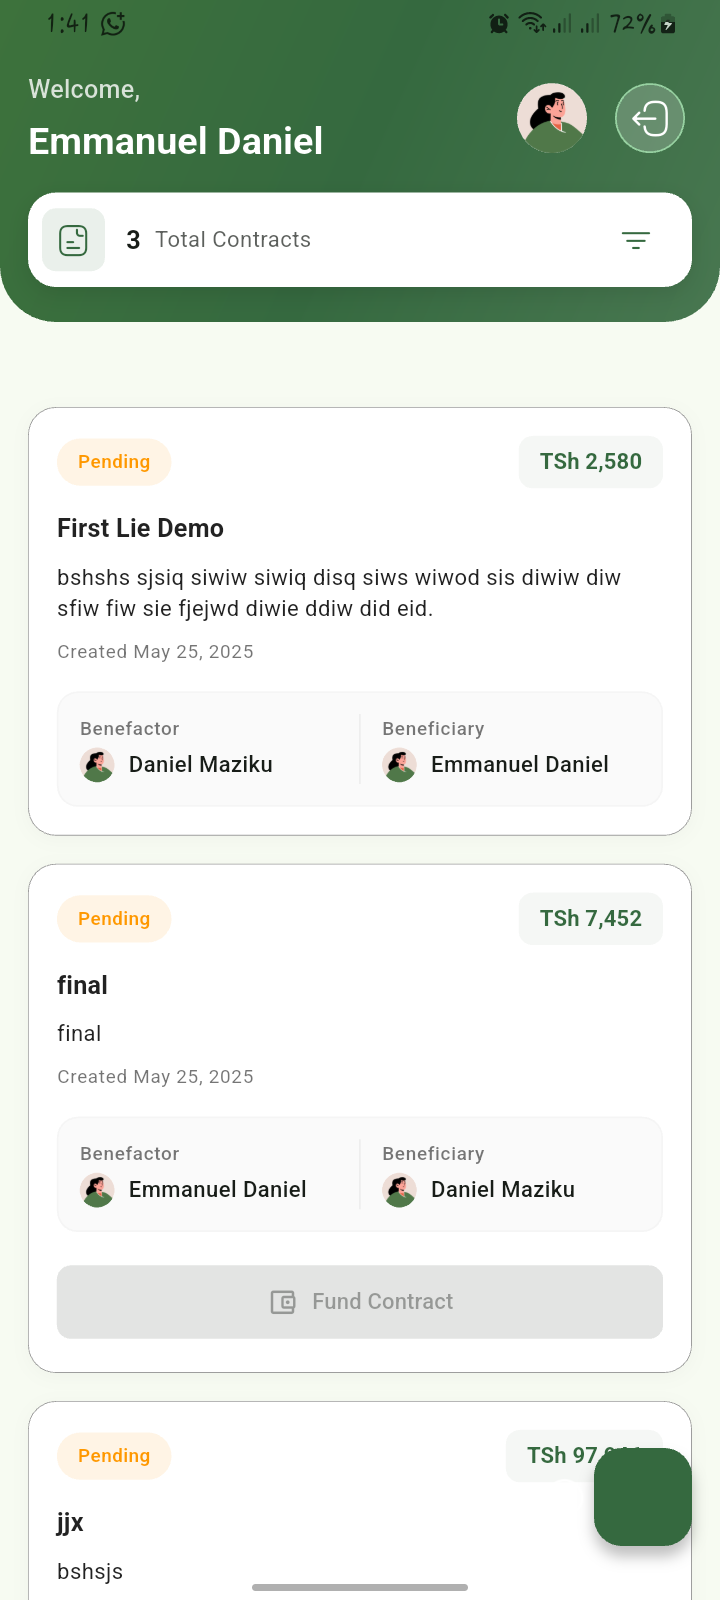 1:41
72%
Welcome,
Emmanuel Daniel
3 Total Contracts
Pending
TSh 2,580
First Lie Demo
bshshs sjsiq siwiw siwiq disq siws wiwod sis diwiw diw
sfiw fiw sie fjejwd diwie ddiw did eid.
Created May 25, 2025
Benefactor
Beneficiary
Daniel Maziku
Emmanuel Daniel
Pending
TSh 7,452
final
final
Created May 25, 2025
Benefactor
Beneficiary
Emmanuel Daniel
Daniel Maziku
Fund Contract
Pending
TSh
jjx
bshsjs